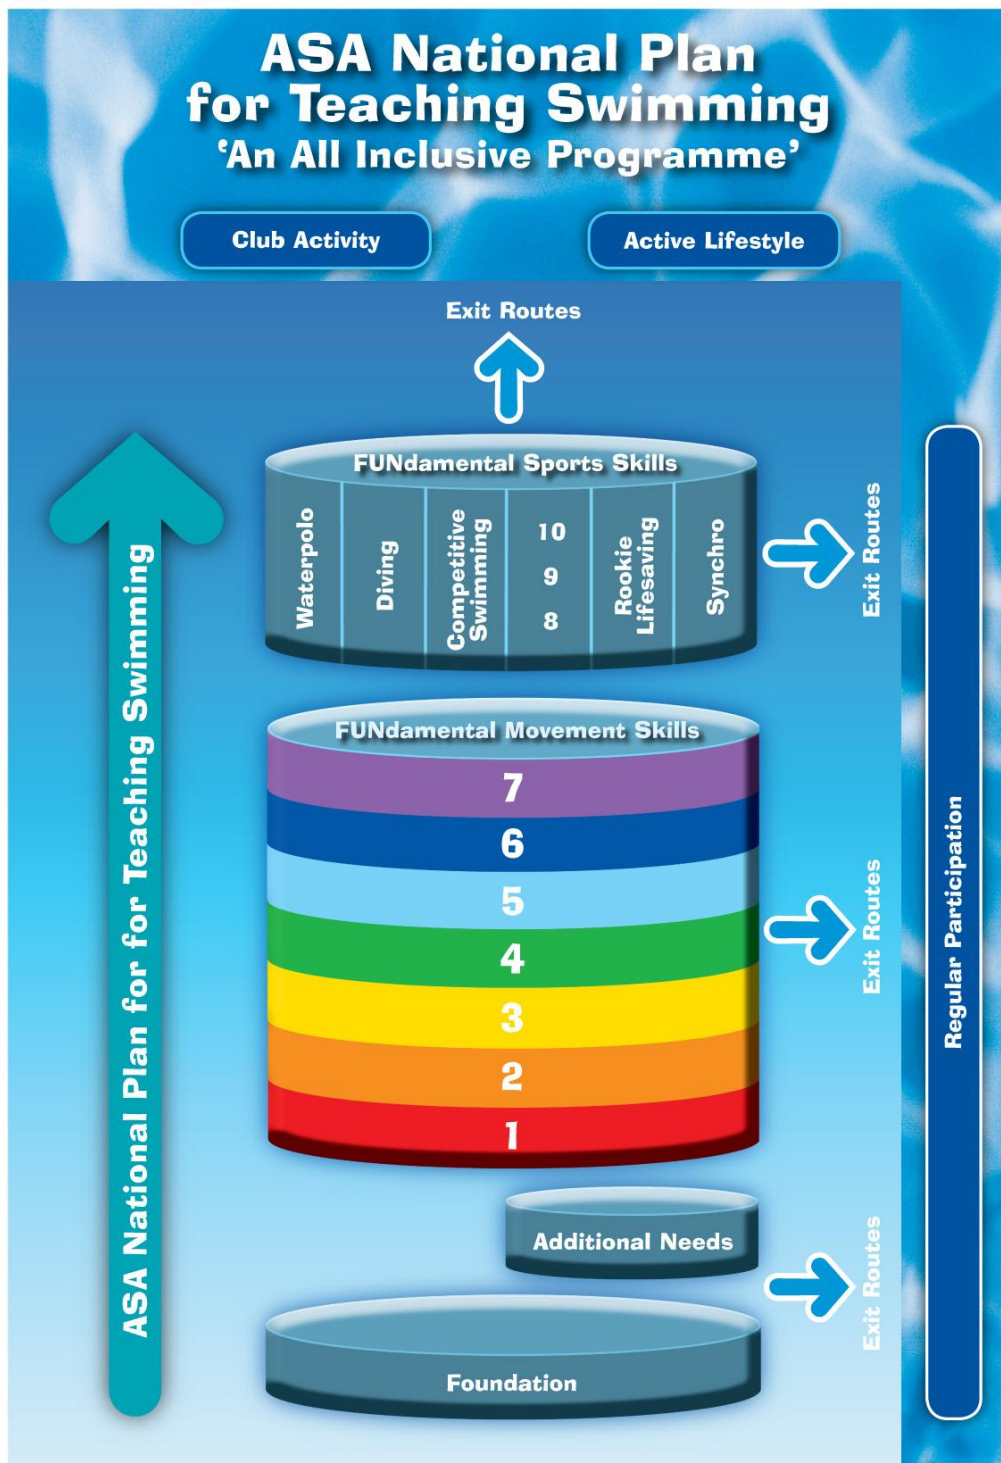 ASA National Plan
for Teaching Swimming
‘An All Inclusive Programme’
Club Activity
Active Lifestyle
Exit Routes
FUNdamental Sports Skills
Waterpolo
Diving
Competitive
Swimming
10
9
8
Rookie
Lifesaving
Synchro
Exit Routes
FUNdamental Movement Skills
7
6
5
4
3
2
1
Exit Routes
Additional Needs
Foundation
Exit Routes
ASA National Plan for for Teaching Swimming
Regular Participation